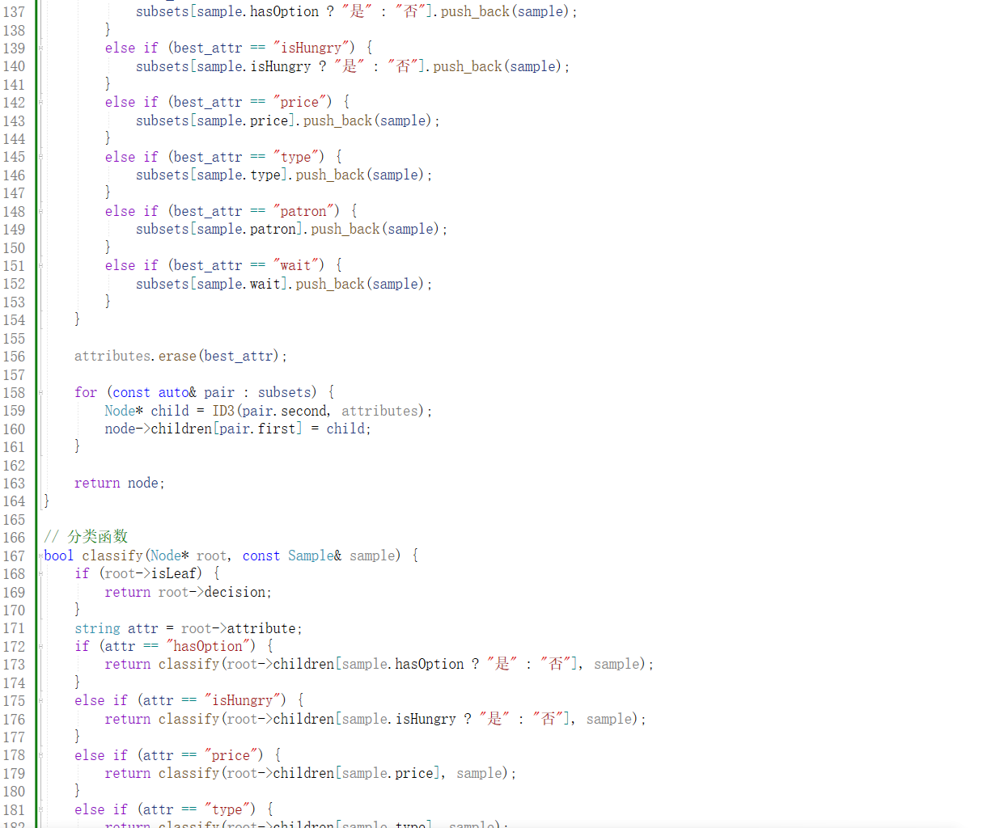 137 subsets[sample.hasOption ? "是" : "否"].push_back(sample);
138 }
139 else if (best_attr == "isHungry") {
140 subsets[sample.isHungry ? "是" : "否"].push_back(sample);
141 }
142 else if (best_attr == "price") {
143 subsets[sample.price].push_back(sample);
144 }
145 else if (best_attr == "type") {
146 subsets[sample.type].push_back(sample);
147 }
148 else if (best_attr == "patron") {
149 subsets[sample.patron].push_back(sample);
150 }
151 else if (best_attr == "wait") {
152 subsets[sample.wait].push_back(sample);
153 }
154 }
155
156 attributes.erase(best_attr);
157
158 for (const auto& pair : subsets) {
159 Node* child = ID3(pair.second, attributes);
160 node->children[pair.first] = child;
161 }
162
163 return node;
164 }
165
166 // 分类函数
167 bool classify(Node* root, const Sample& sample) {
168 if (root->isLeaf) {
169 return root->decision;
170 }
171 string attr = root->attribute;
172 if (attr == "hasOption") {
173 return classify(root->children[sample.hasOption ? "是" : "否"], sample);
174 }
175 else if (attr == "isHungry") {
176 return classify(root->children[sample.isHungry ? "是" : "否"], sample);
177 }
178 else if (attr == "price") {
179 return classify(root->children[sample.price], sample);
180 }
181 else if (attr == "type") {
182 return classify(root->children[sample.type], sample);